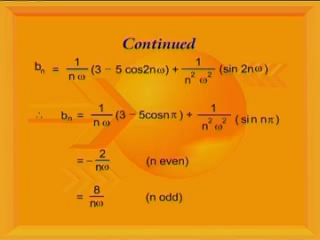 Continued
bₙ = 1/nω (3 − 5 cos2nω) + 1/n²ω² (sin 2nω)
∴ bₙ = 1/nω (3 − 5cosnπ) + 1/n²ω² (sin nπ)
= − 2/nω (n even)
= 8/nω (n odd)